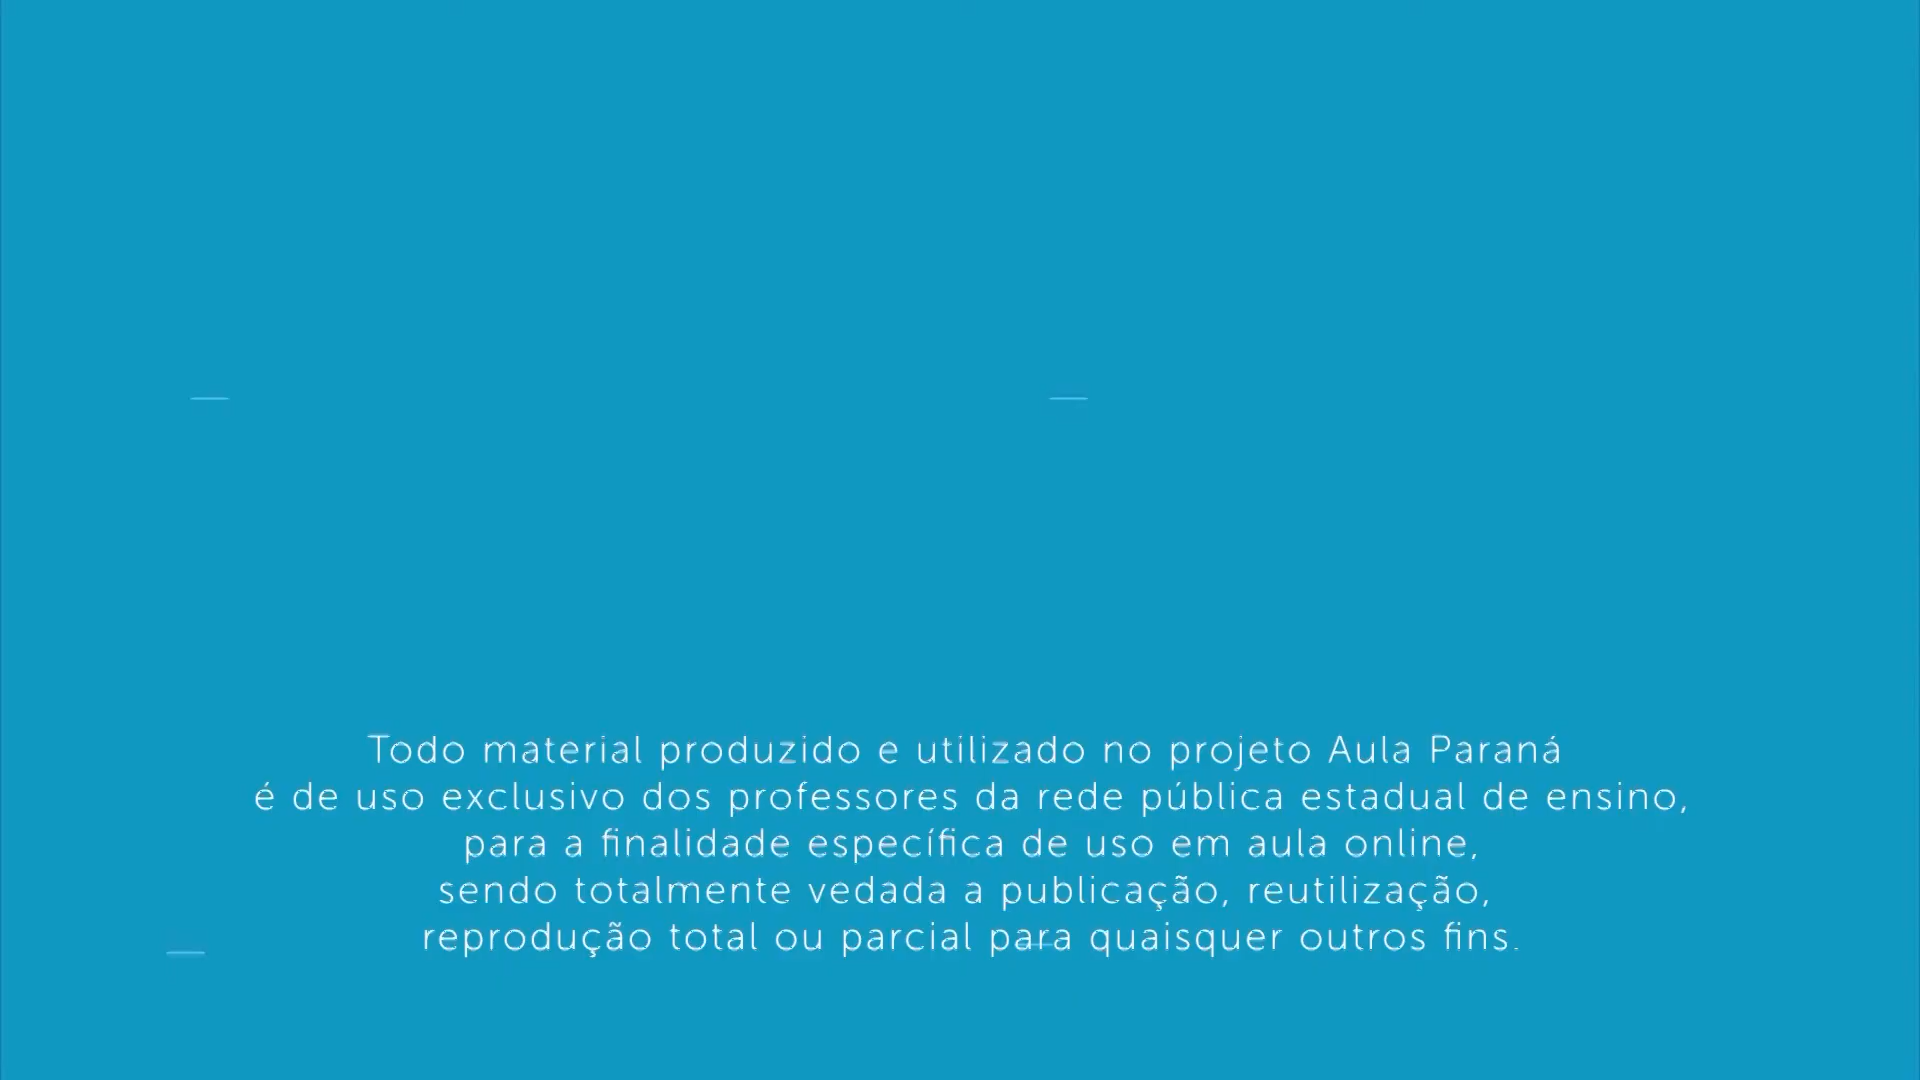 Todo material produzido e utilizado no projeto Aula Paraná
é de uso exclusivo dos professores da rede pública estadual de ensino,
para a finalidade específica de uso em aula online,
sendo totalmente vedada a publicação, reutilização,
reprodução total ou parcial para quaisquer outros fins.